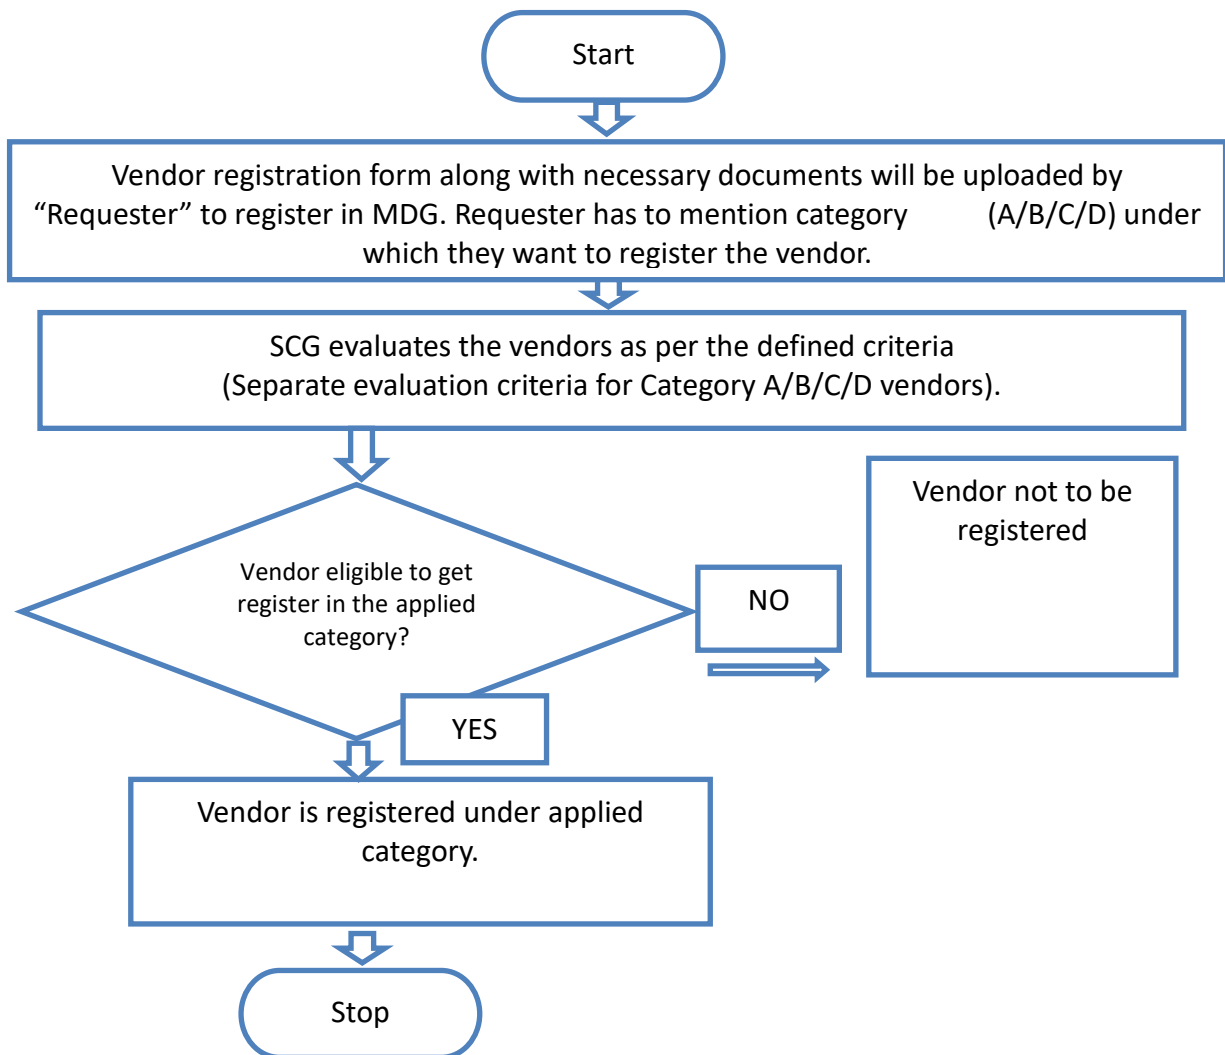 Start
Vendor registration form along with necessary documents will be uploaded by
“Requester” to register in MDG. Requester has to mention category (A/B/C/D) under
which they want to register the vendor.
SCG evaluates the vendors as per the defined criteria
(Separate evaluation criteria for Category A/B/C/D vendors).
Vendor not to be
registered
Vendor eligible to get
register in the applied
category?
NO
YES
Vendor is registered under applied
category.
Stop